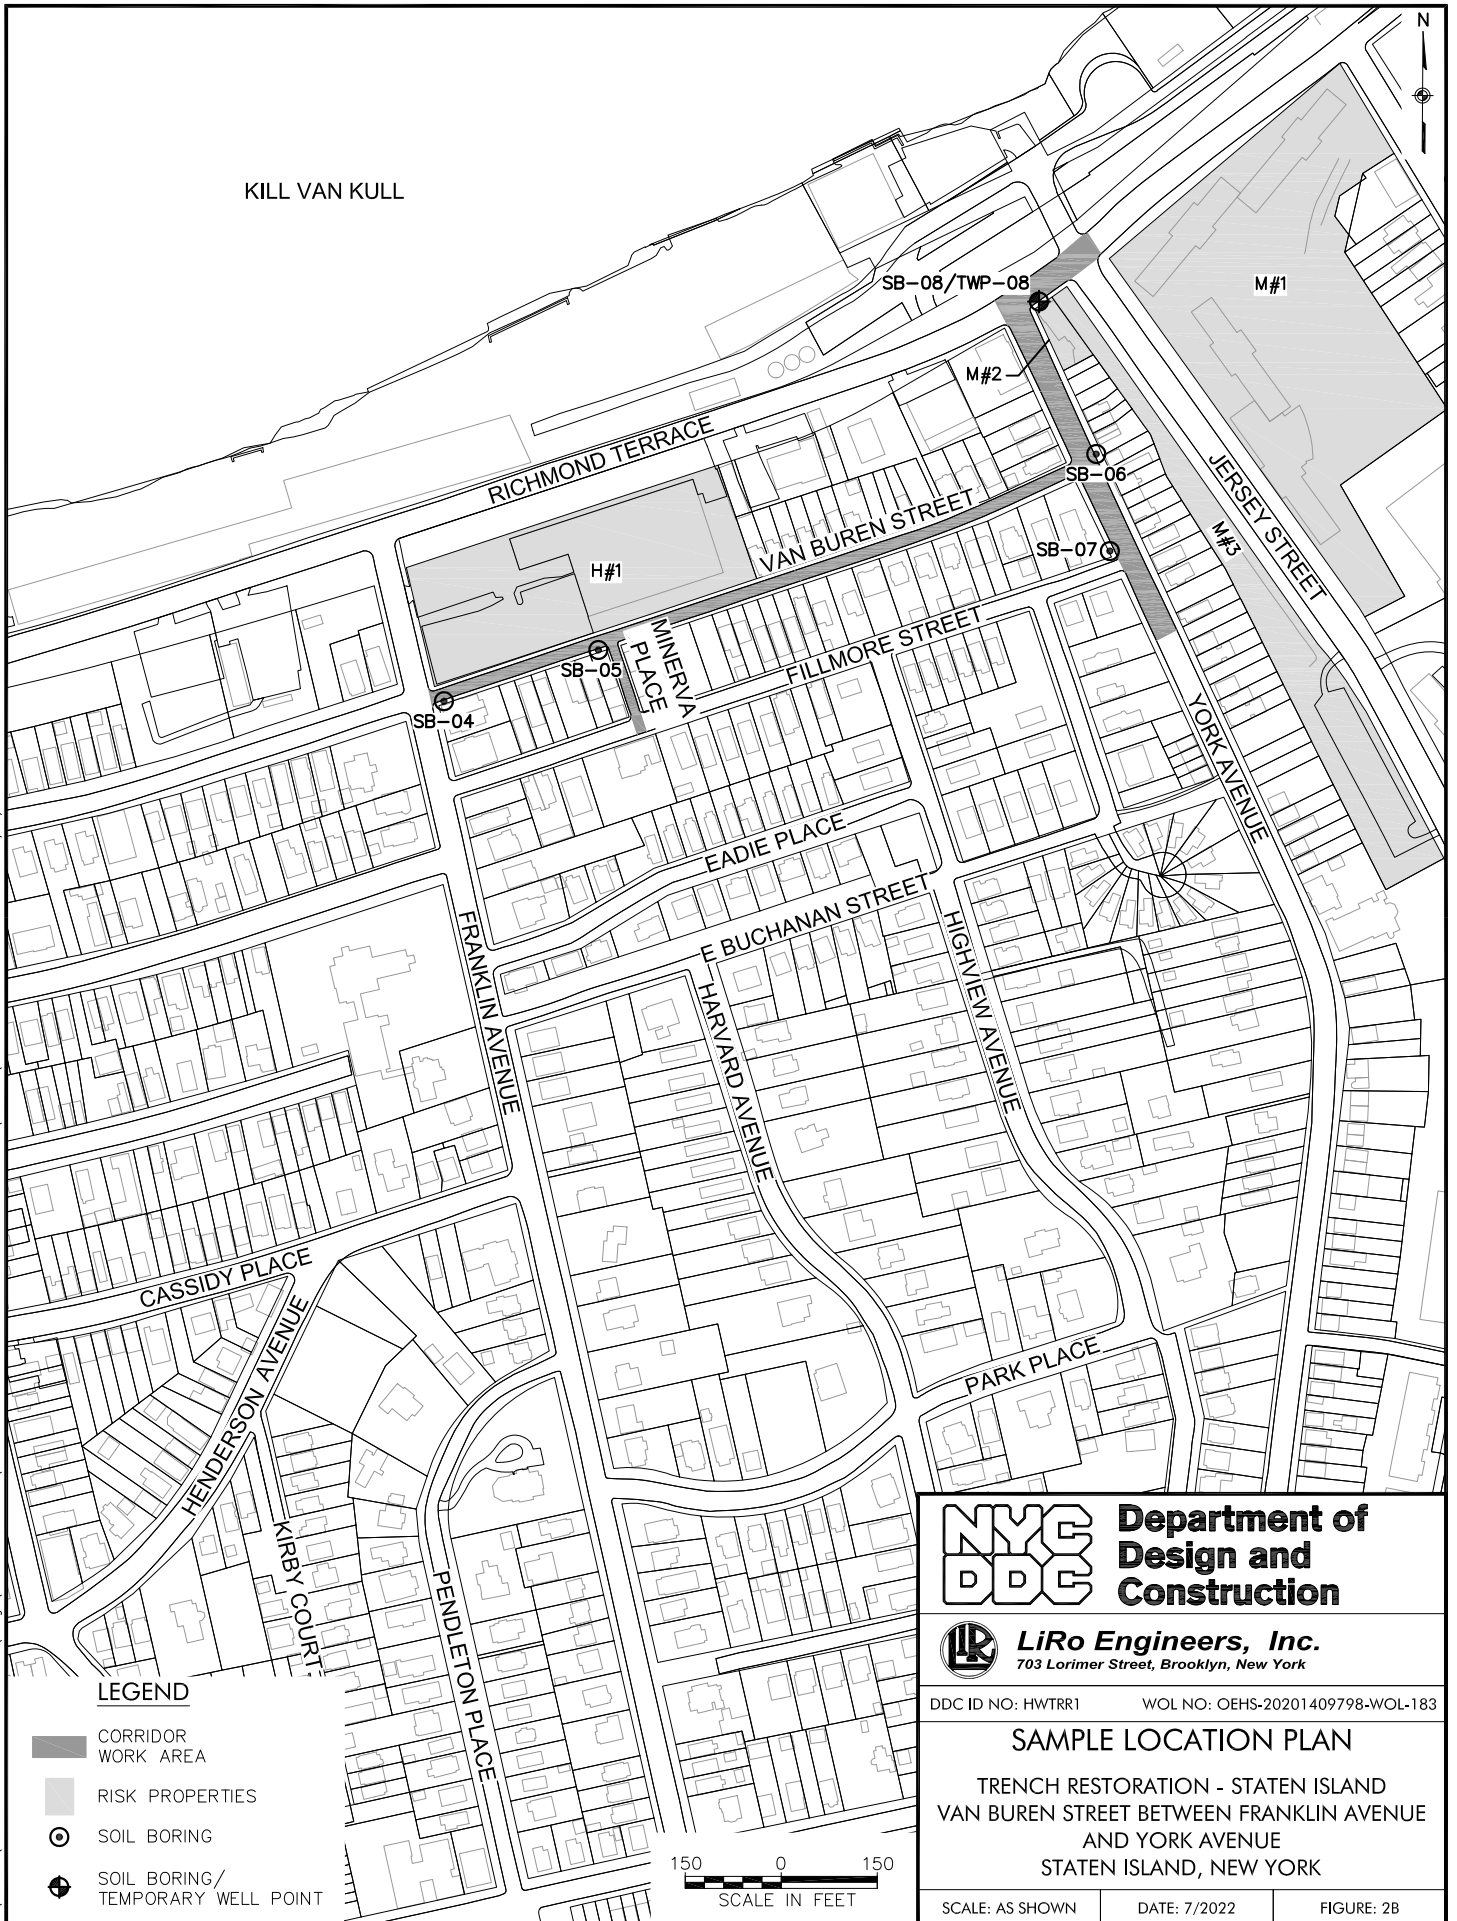 N
KILL VAN KULL
SB-08/TWP-08
M#1
M#2
RICHMOND TERRACE
SB-06
JERSEY STREET
VAN BUREN STREET
M#3
SB-07
H#1
MINERVA
PLACE
FILLMORE STREET
SB-05
SB-04
YORK AVENUE
EADIE PLACE
E BUCHANAN STREET
FRANKLIN AVENUE
HARVARD AVENUE
HIGHVIEW AVENUE
CASSIDY PLACE
HENDERSON AVENUE
PARK PLACE
KIRBY COURT
PENDLETON PLACE
LEGEND
CORRIDOR
WORK AREA
RISK PROPERTIES
SOIL BORING
SOIL BORING/
TEMPORARY WELL POINT
150 0 150
SCALE IN FEET
NYC
DDC
Department of
Design and
Construction
LiRo
LiRo Engineers, Inc.
703 Lorimer Street, Brooklyn, New York
DDC ID NO: HWTRR1 WOL NO: OEHS-20201409798-WOL-183
SAMPLE LOCATION PLAN
TRENCH RESTORATION - STATEN ISLAND
VAN BUREN STREET BETWEEN FRANKLIN AVENUE
AND YORK AVENUE
STATEN ISLAND, NEW YORK
SCALE: AS SHOWN DATE: 7/2022 FIGURE: 2B